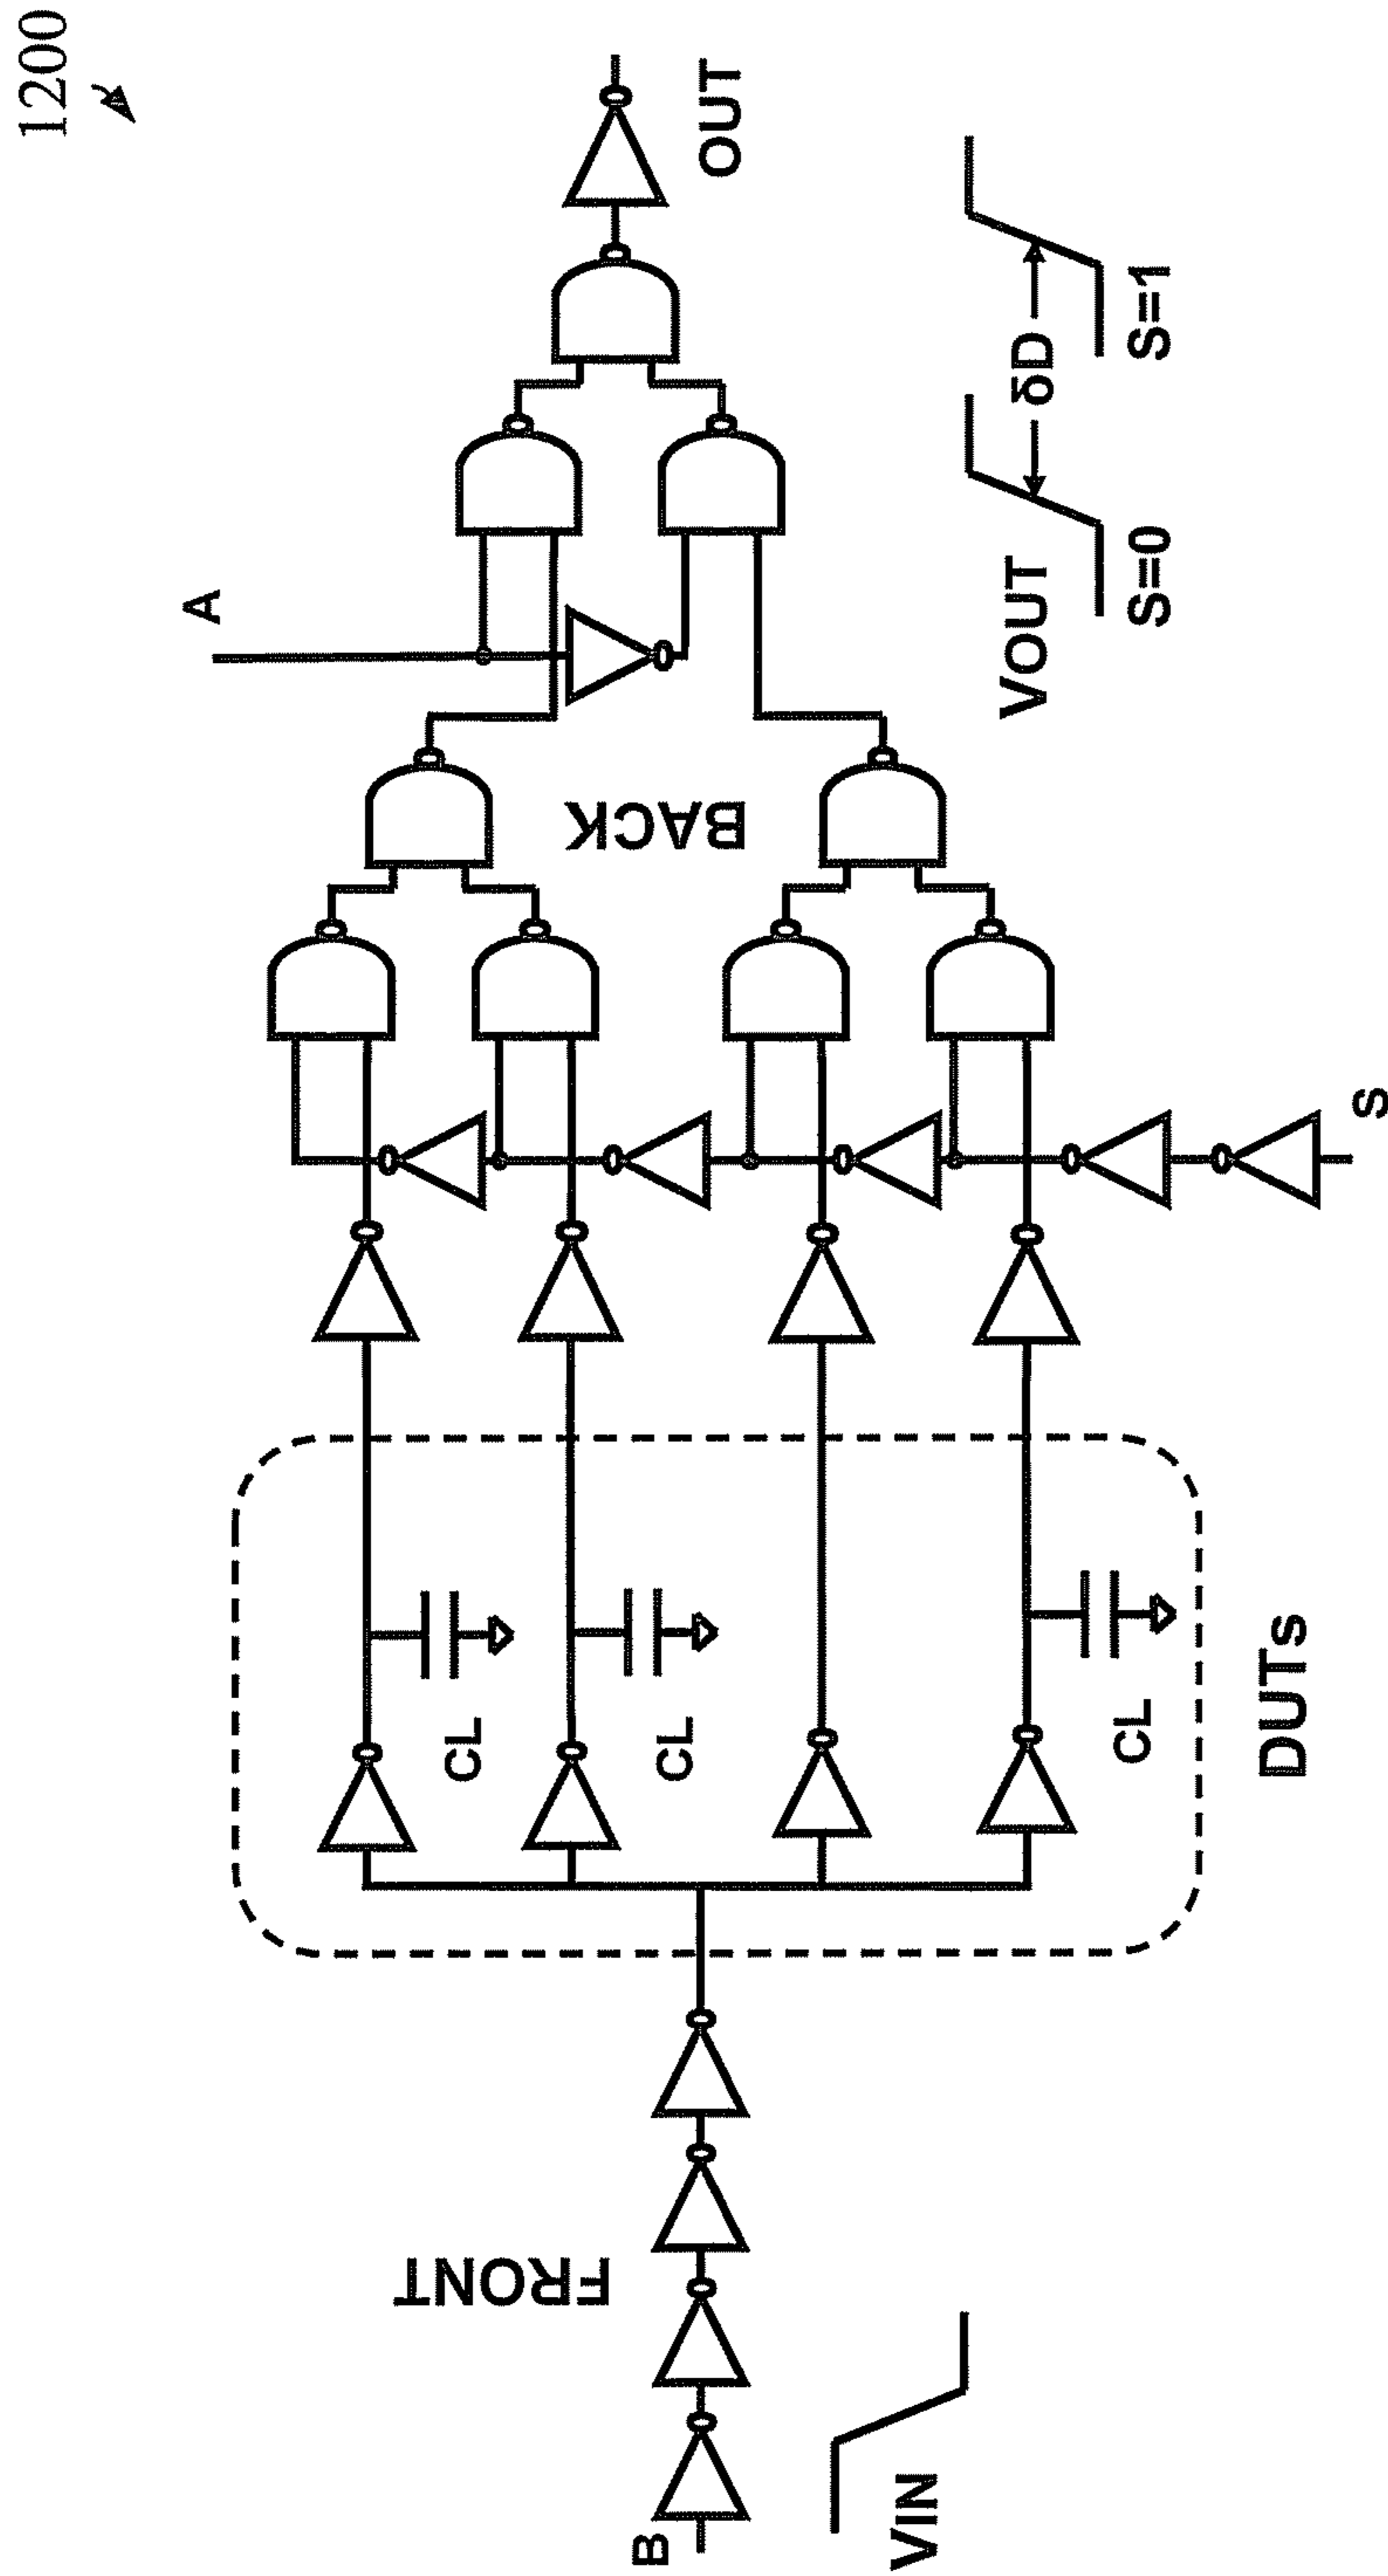 1200
B
VIN
FRONT
CL
CL
CL
DUTs
S
BACK
A
OUT
VOUT
δD
S=0
S=1